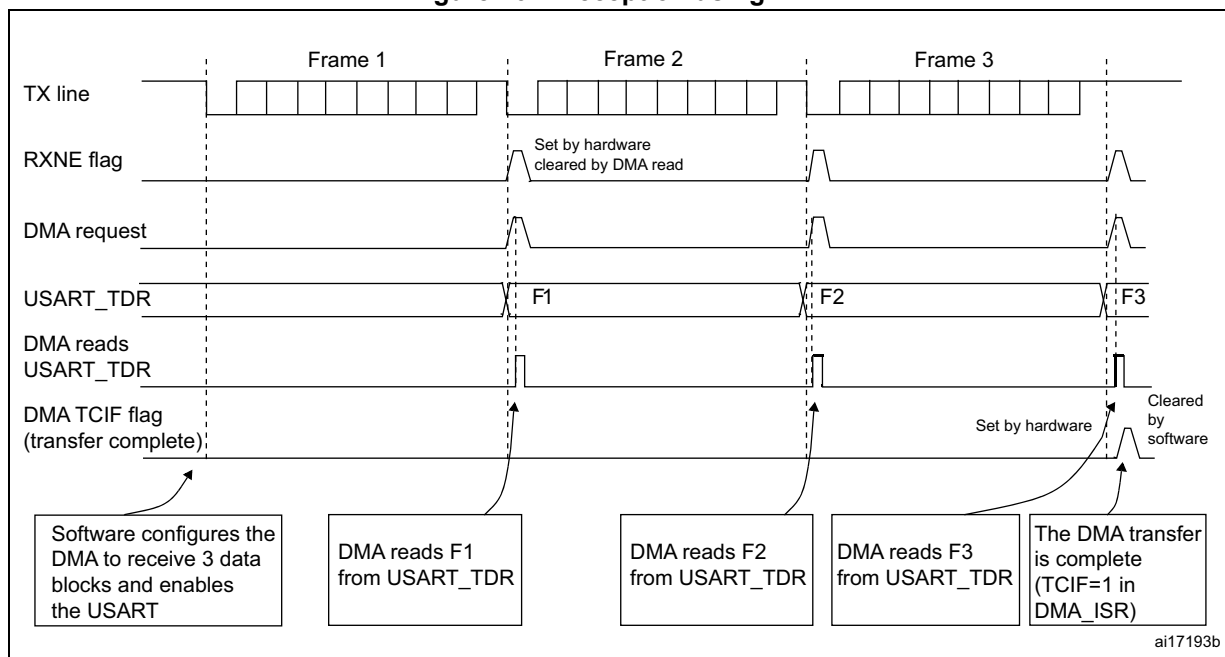 Frame 1
Frame 2
Frame 3
TX line
RXNE flag
Set by hardware
cleared by DMA read
DMA request
USART_TDR
F1
F2
F3
DMA reads
USART_TDR
DMA TCIF flag
(transfer complete)
Set by hardware
Cleared
by
software
Software configures the
DMA to receive 3 data
blocks and enables
the USART
DMA reads F1
from USART_TDR
DMA reads F2
from USART_TDR
DMA reads F3
from USART_TDR
The DMA transfer
is complete
(TCIF=1 in
DMA_ISR)
ai17193b